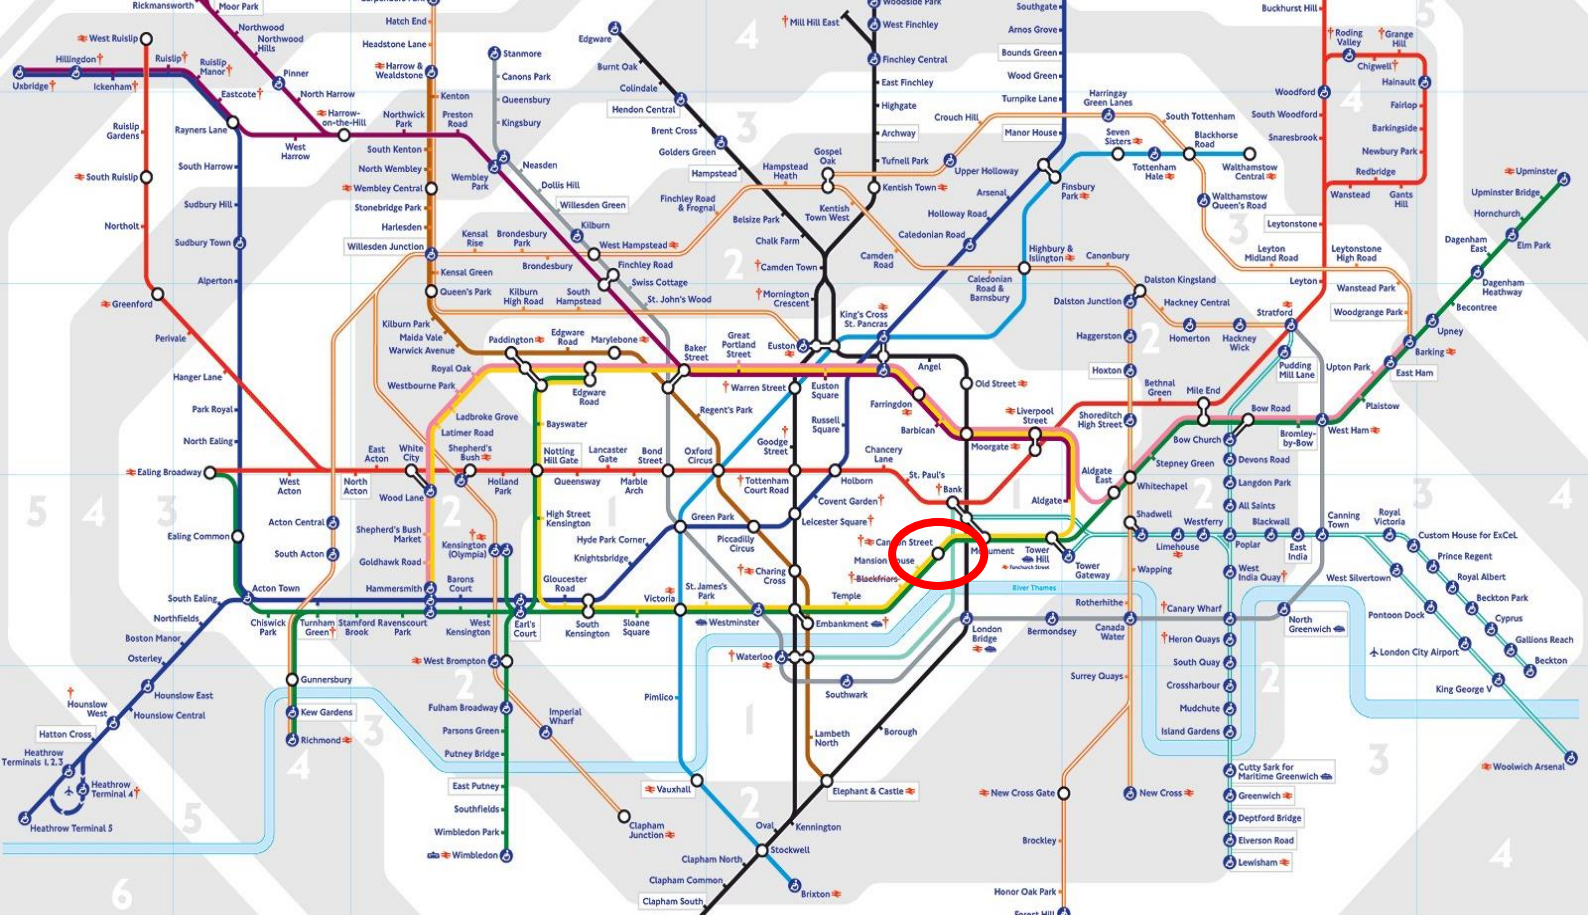 Rickmansworth
Moor Park
Hatch End
Woodside Park
Southgate
Buckhurst Hill
Northwood
Northwood
Hills
West Ruislip
Edgware
Mill Hill East
West Finchley
Arnos Grove
Roding
Valley
Grange
Hill
Headstone Lane
Stanmore
Hillingdon
Ruislip
Ruislip
Manor
Pinner
Harrow &
Wealdstone
Burnt Oak
Finchley Central
Bounds Green
Chigwell
Canons Park
Uxbridge
Ickenham
Eastcote
North Harrow
Colindale
East Finchley
Wood Green
Hainault
Kenton
Queensbury
Hendon Central
Highgate
Turnpike Lane
Harringay
Green Lanes
Woodford
Fairlop
Harrow-
on-the-Hill
Northwick
Park
Preston
Road
Kingsbury
Brent Cross
Crouch Hill
South Tottenham
South Woodford
Barkingside
Ruislip
Gardens
Rayners Lane
Archway
Manor House
Seven
Sisters
Blackhorse
Road
Snaresbrook
West
Harrow
South Kenton
Golders Green
Gospel
Oak
Newbury Park
South Harrow
North Wembley
Neasden
Hampstead
Hampstead
Heath
Tufnell Park
Upper Holloway
Tottenham
Hale
Walthamstow
Central
Redbridge
Upminster
South Ruislip
Wembley Central
Wembley
Park
Dollis Hill
Kentish Town
Arsenal
Finsbury
Park
Wanstead
Gants
Hill
Upminster Bridge
Sudbury Hill
Stonebridge Park
Willesden Green
Finchley Road
& Frognal
Kentish
Town West
Holloway Road
Walthamstow
Queen's Road
Hornchurch
Northolt
Harlesden
Kilburn
Belsize Park
Leytonstone
Sudbury Town
Willesden Junction
Kensal
Rise
Brondesbury
Park
West Hampstead
Chalk Farm
Caledonian Road
Highbury &
Islington
Canonbury
Leyton
Midland Road
Leytonstone
High Road
Dagenham
East
Elm Park
Alperton
Kensal Green
Brondesbury
Finchley Road
Camden Town
Camden
Road
Caledonian
Road &
Barnsbury
Dalston Kingsland
Leyton
Wanstead Park
Dagenham
Heathway
Greenford
Queen's Park
Kilburn
High Road
South
Hampstead
Swiss Cottage
St. John's Wood
Mornington
Crescent
Dalston Junction
Hackney Central
Stratford
Woodgrange Park
Becontree
Perivale
Kilburn Park
Maida Vale
Warwick Avenue
Paddington
Edgware
Road
Marylebone
Baker
Street
Great
Portland
Street
Euston
King's Cross
St. Pancras
Haggerston
Homerton
Hackney
Wick
Upney
Barking
Hanger Lane
Royal Oak
Westbourne Park
Edgware
Road
Warren Street
Euston
Square
Angel
Old Street
Hoxton
Bethnal
Green
Mile End
Pudding
Mill Lane
Upton Park
East Ham
Park Royal
Ladbroke Grove
Latimer Road
Bayswater
Regent's Park
Russell
Square
Farringdon
Barbican
Liverpool
Street
Moorgate
Shoreditch
High Street
Bow Road
Bow Church
Bromley-
by-Bow
West Ham
Plaistow
North Ealing
East
Acton
White
City
Shepherd's
Bush
Notting
Hill Gate
Lancaster
Gate
Bond
Street
Oxford
Circus
Goodge
Street
Chancery
Lane
St. Paul's
Aldgate
East
Stepney Green
Devons Road
Ealing Broadway
West
Acton
North
Acton
Wood Lane
Holland
Park
Queensway
Marble
Arch
Tottenham
Court Road
Holborn
Bank
Aldgate
Whitechapel
Langdon Park
Acton Central
High Street
Kensington
Green Park
Covent Garden
Leicester Square
Shadwell
All Saints
Canning
Town
Royal
Victoria
Ealing Common
Shepherd's Bush
Market
Kensington
(Olympia)
Hyde Park Corner
Piccadilly
Circus
Cannon Street
Monument
Tower
Hill
Fenchurch Street
Westferry
Blackwall
Custom House for ExCeL
South Acton
Goldhawk Road
Knightsbridge
Charing
Cross
Mansion House
Blackfriars
Tower
Gateway
Limehouse
Poplar
East
India
Prince Regent
Wapping
West
India Quay
West Silvertown
Royal Albert
South Ealing
Acton Town
Hammersmith
Barons
Court
Gloucester
Road
Victoria
St. James's
Park
Temple
River Thames
Rotherhithe
Canary Wharf
Pontoon Dock
Beckton Park
Northfields
Chiswick
Park
Turnham
Green
Stamford
Brook
Ravenscourt
Park
West
Kensington
Earl's
Court
South
Kensington
Sloane
Square
Westminster
Embankment
London
Bridge
Bermondsey
Canada
Water
Heron Quays
North
Greenwich
Cyprus
Boston Manor
Gallions Reach
Osterley
Gunnersbury
West Brompton
Waterloo
South Quay
London City Airport
Beckton
Hounslow East
Pimlico
Southwark
Surrey Quays
Crossharbour
King George V
Hounslow
West
Hounslow Central
Kew Gardens
Fulham Broadway
Imperial
Wharf
Mudchute
Hatton Cross
Richmond
Parsons Green
Lambeth
North
Borough
Island Gardens
Heathrow
Terminals 1, 2, 3
Putney Bridge
Woolwich Arsenal
Heathrow
Terminal 4
East Putney
Vauxhall
Elephant & Castle
New Cross Gate
New Cross
Cutty Sark for
Maritime Greenwich
Greenwich
Heathrow Terminal 5
Southfields
Clapham
Junction
Oval
Kennington
Deptford Bridge
Wimbledon Park
Stockwell
Brockley
Elverson Road
Wimbledon
Clapham North
Lewisham
Clapham Common
Brixton
Honor Oak Park
Clapham South
Forest Hill
1
1
1
2
2
2
2
2
2
2
2
3
3
3
3
3
3
4
4
4
4
4
4
5
5
5
6